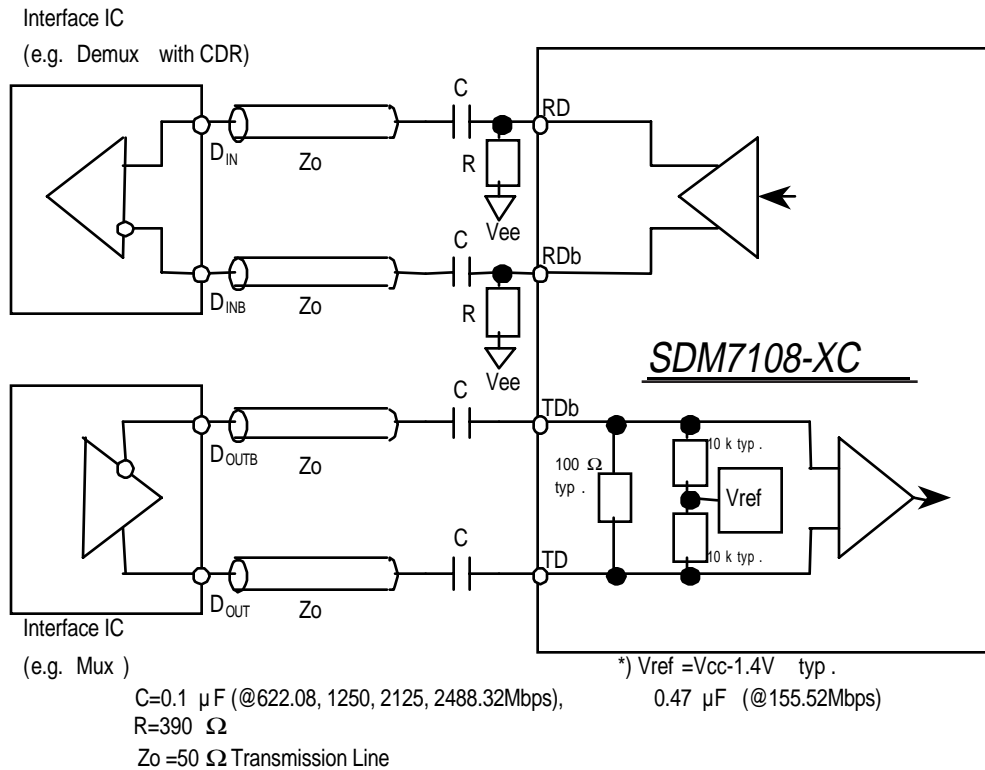 Interface IC
(e.g. Demux with CDR)
C
RD
DIN
Zo
R
Vee
C
RDb
DINB
Zo
R
Vee
SDM7108-XC
C
TDb
DOUTB
Zo
100 Ω
typ .
10 k typ .
Vref
10 k typ .
C
TD
DOUT
Zo
Interface IC
(e.g. Mux )
*) Vref =Vcc-1.4V typ .
C=0.1 µF (@622.08, 1250, 2125, 2488.32Mbps), 0.47 µF (@155.52Mbps)
R=390 Ω
Zo =50 Ω Transmission Line